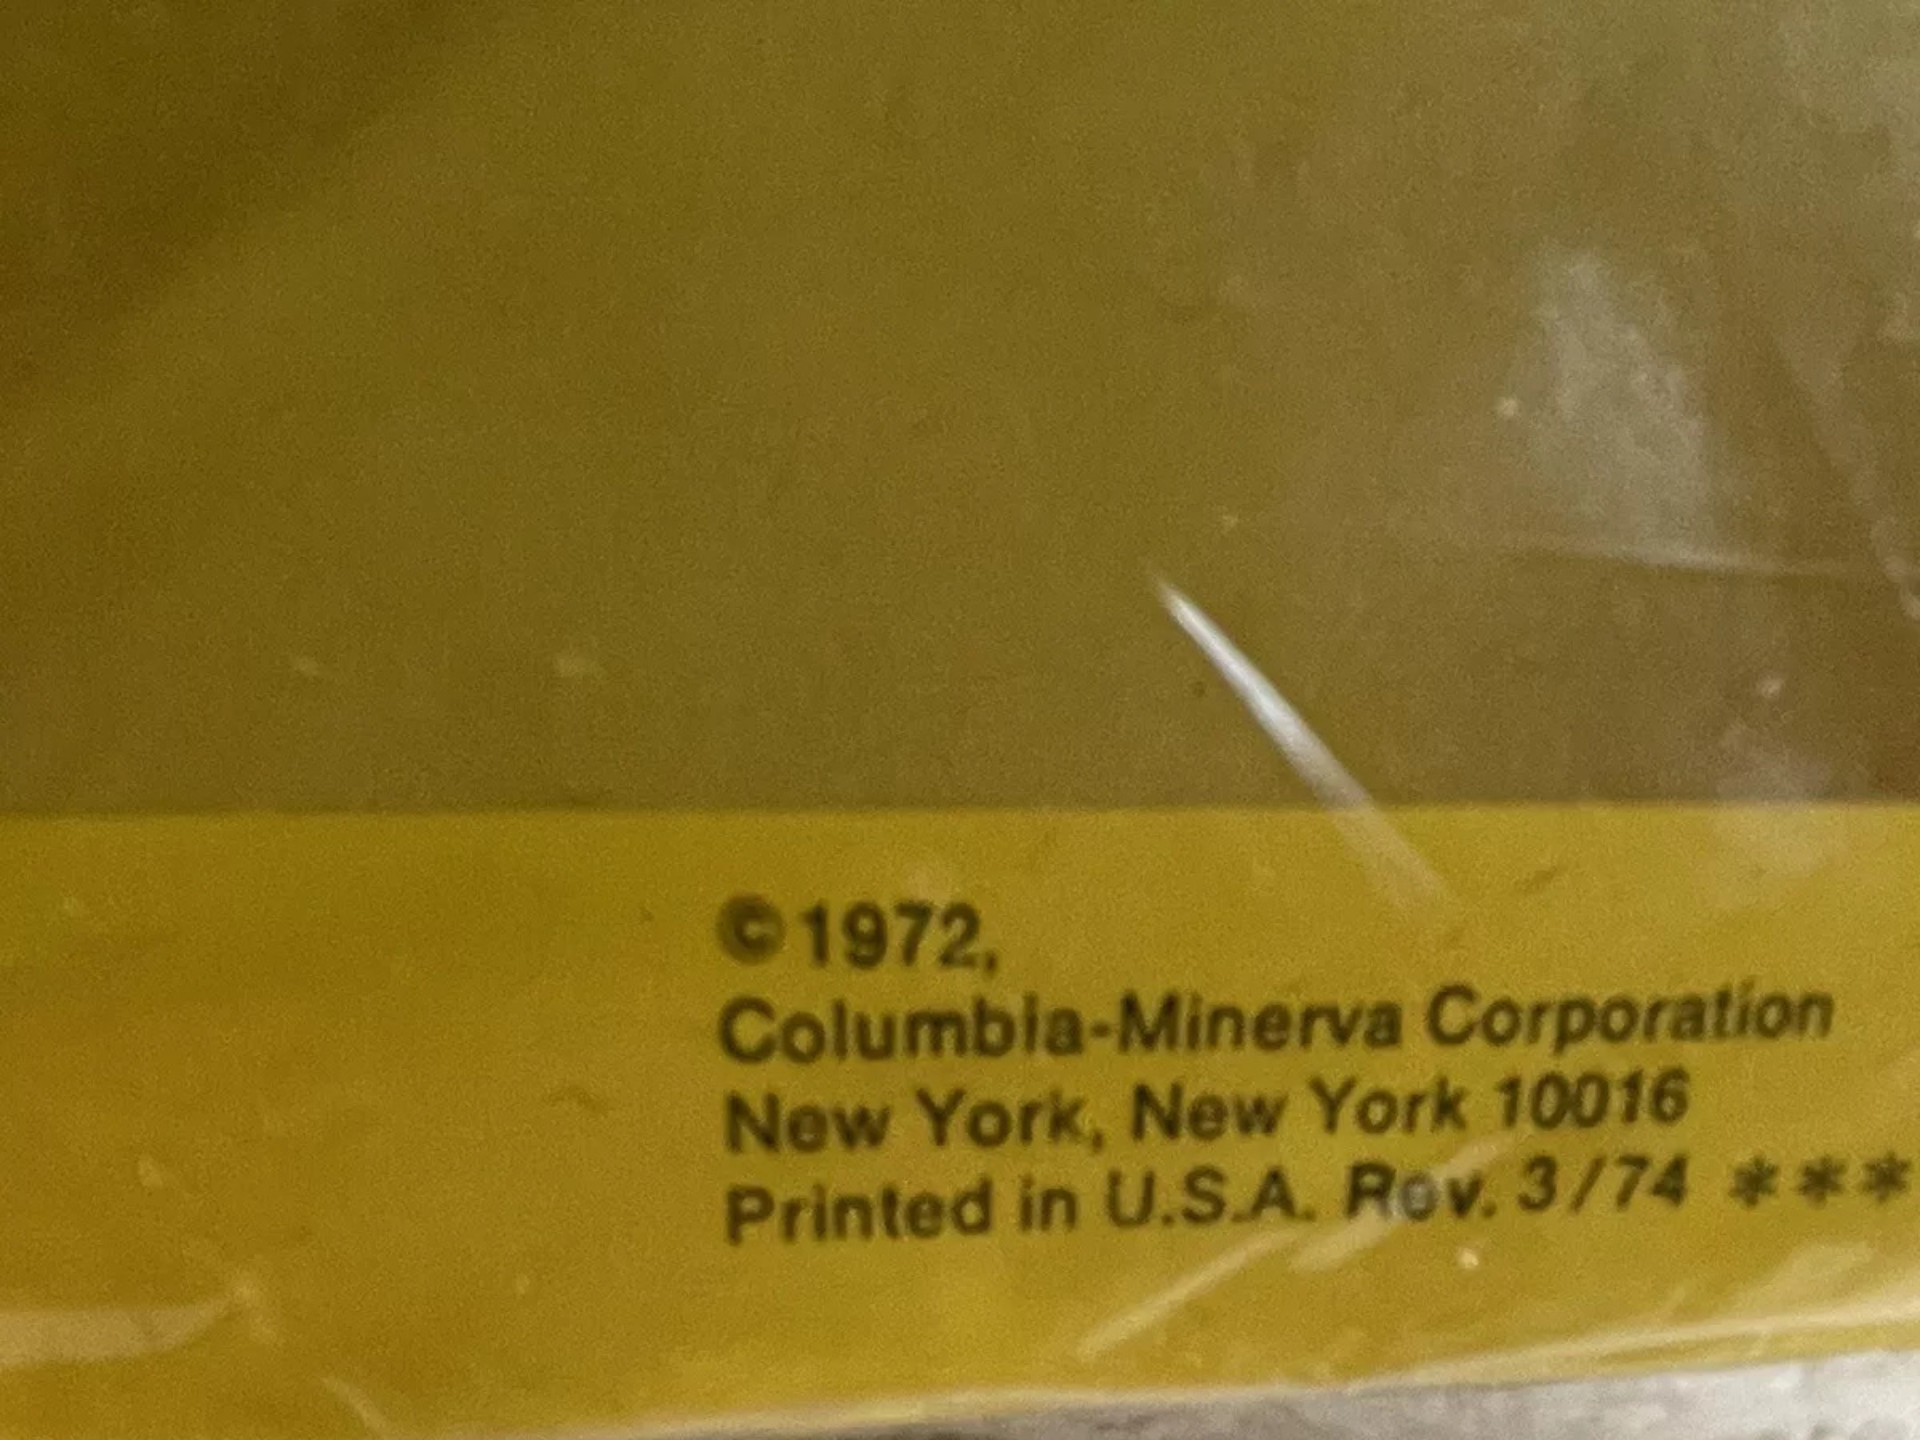 ©1972,
Columbia-Minerva Corporation
New York, New York 10016
Printed in U.S.A. Rev. 3/74 ***